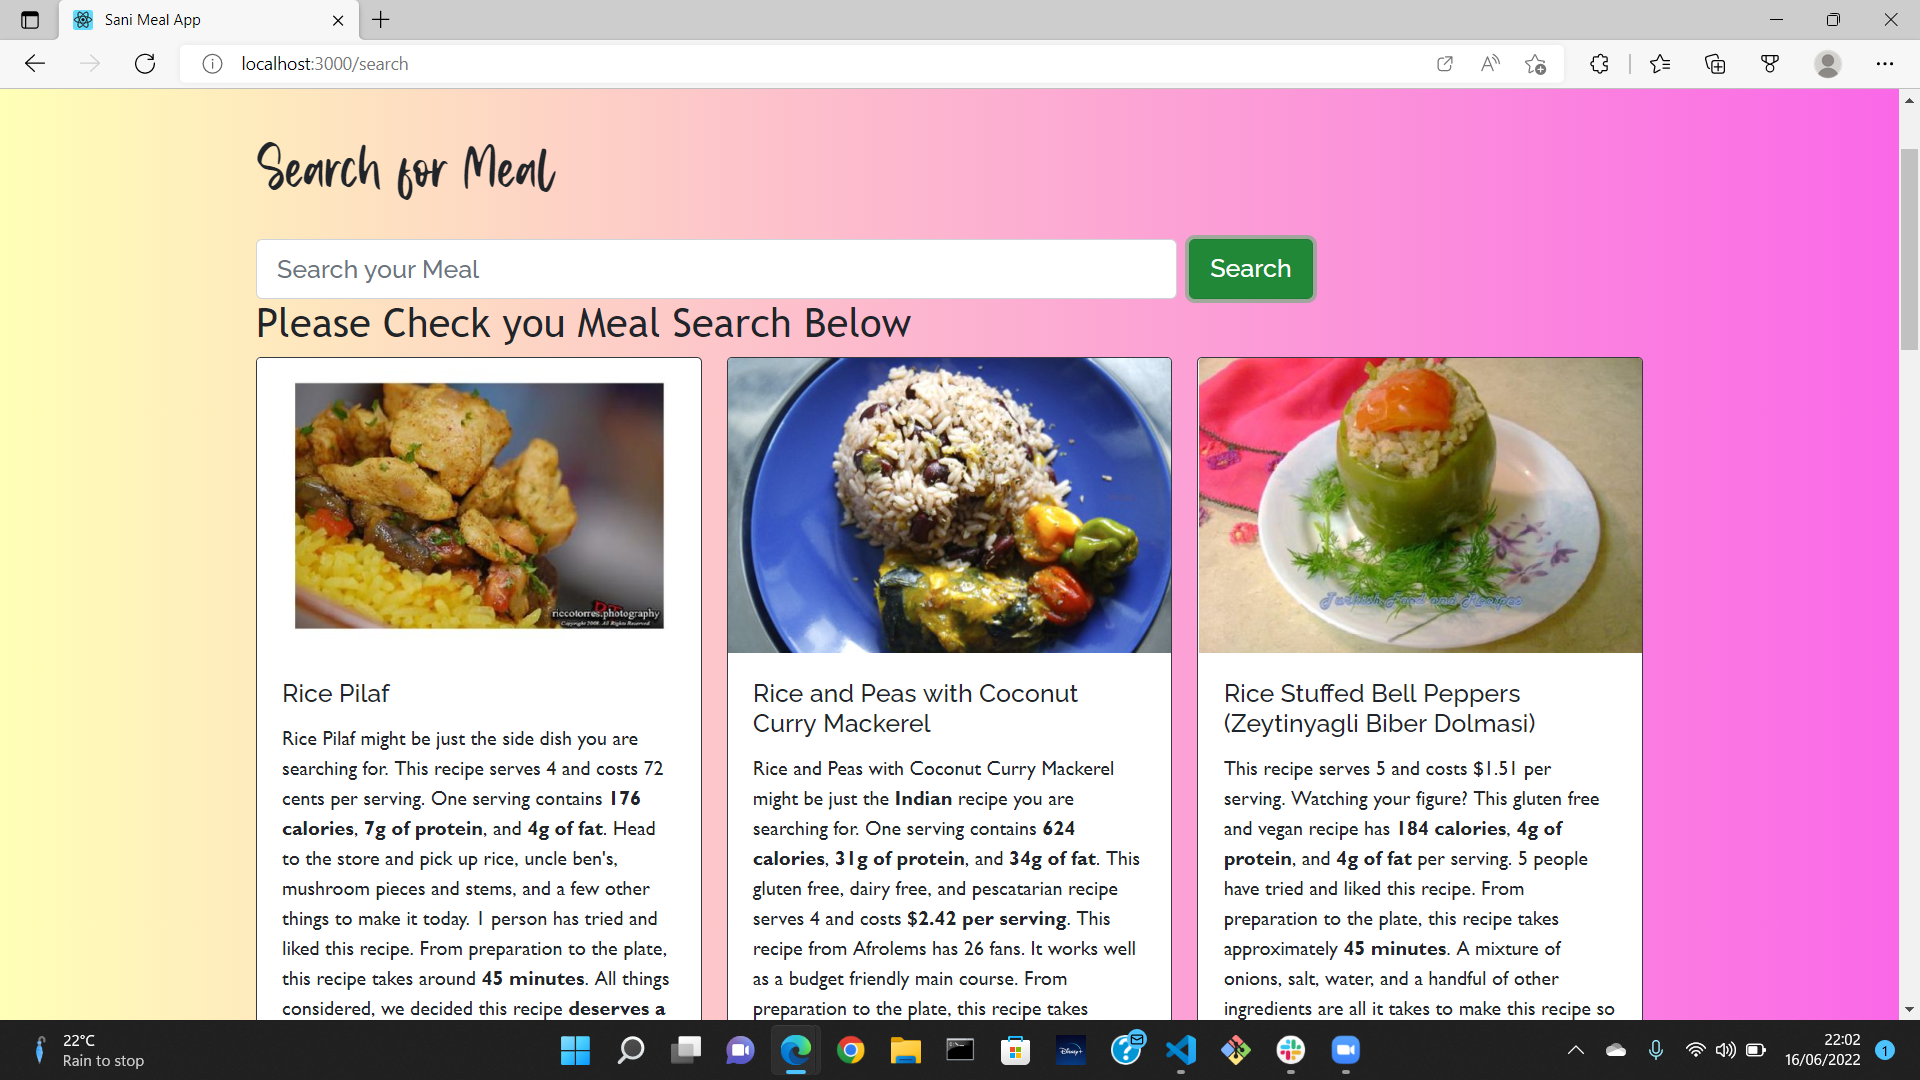 Sani Meal App
localhost:3000/search
Search for Meal
Search your Meal
Search
Please Check you Meal Search Below
riccotorres.photography
Copyright 2008. All Rights Reserved.
Turkish Food and Recipes
Rice Pilaf
Rice Pilaf might be just the side dish you are
searching for. This recipe serves 4 and costs 72
cents per serving. One serving contains 176
calories, 7g of protein, and 4g of fat. Head
to the store and pick up rice, uncle ben's,
mushroom pieces and stems, and a few other
things to make it today. 1 person has tried and
liked this recipe. From preparation to the plate,
this recipe takes around 45 minutes. All things
considered, we decided this recipe deserves a
Rice and Peas with Coconut
Curry Mackerel
Rice and Peas with Coconut Curry Mackerel
might be just the Indian recipe you are
searching for. One serving contains 624
calories, 31g of protein, and 34g of fat. This
gluten free, dairy free, and pescatarian recipe
serves 4 and costs $2.42 per serving. This
recipe from Afrolems has 26 fans. It works well
as a budget friendly main course. From
preparation to the plate, this recipe takes
Rice Stuffed Bell Peppers
(Zeytinyagli Biber Dolmasi)
This recipe serves 5 and costs $1.51 per
serving. Watching your figure? This gluten free
and vegan recipe has 184 calories, 4g of
protein, and 4g of fat per serving. 5 people
have tried and liked this recipe. From
preparation to the plate, this recipe takes
approximately 45 minutes. A mixture of
onions, salt, water, and a handful of other
ingredients are all it takes to make this recipe so
22°C
Rain to stop
Disney+
22:02
16/06/2022
1